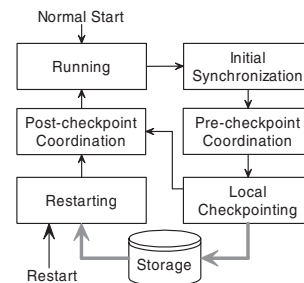 Normal Start
Running
Initial
Synchronization
Post-checkpoint
Coordination
Pre-checkpoint
Coordination
Restarting
Local
Checkpointing
Storage
Restart